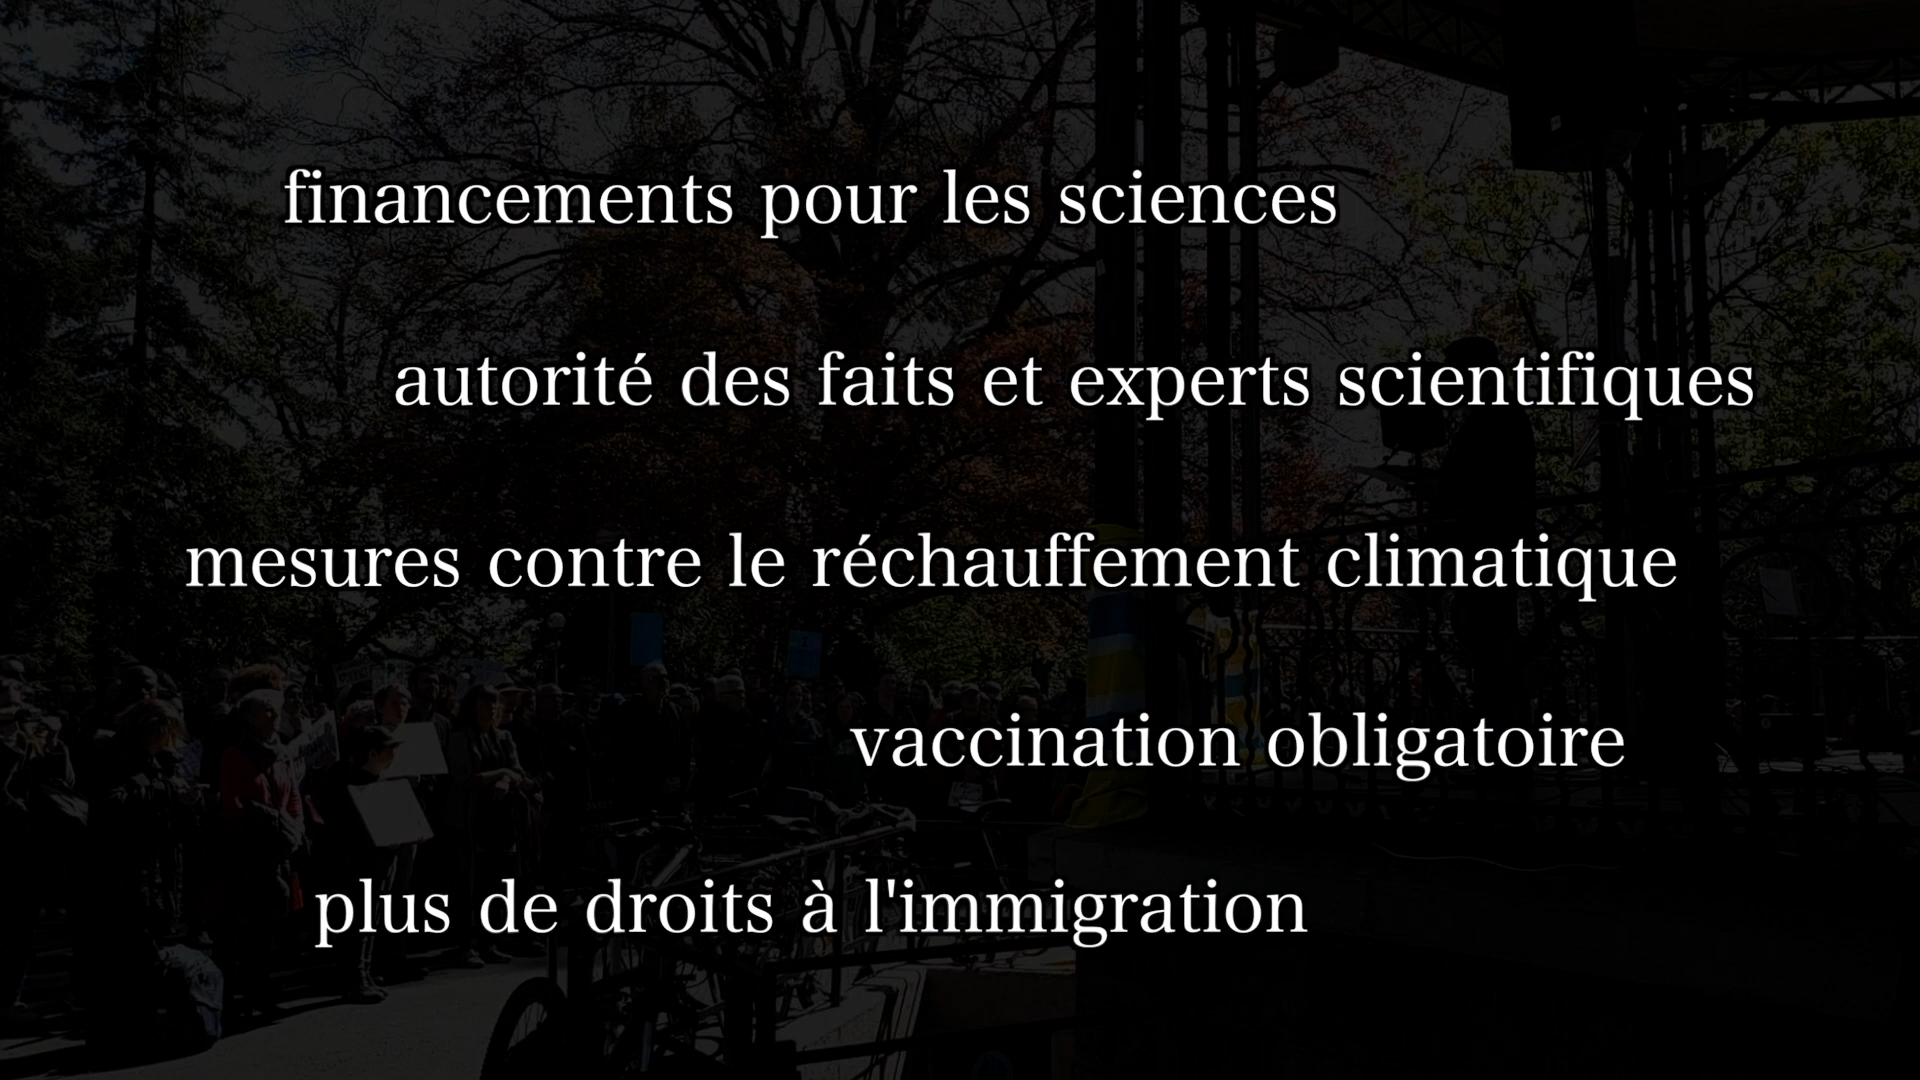 financements pour les sciences
autorité des faits et experts scientifiques
mesures contre le réchauffement climatique
vaccination obligatoire
plus de droits à l'immigration